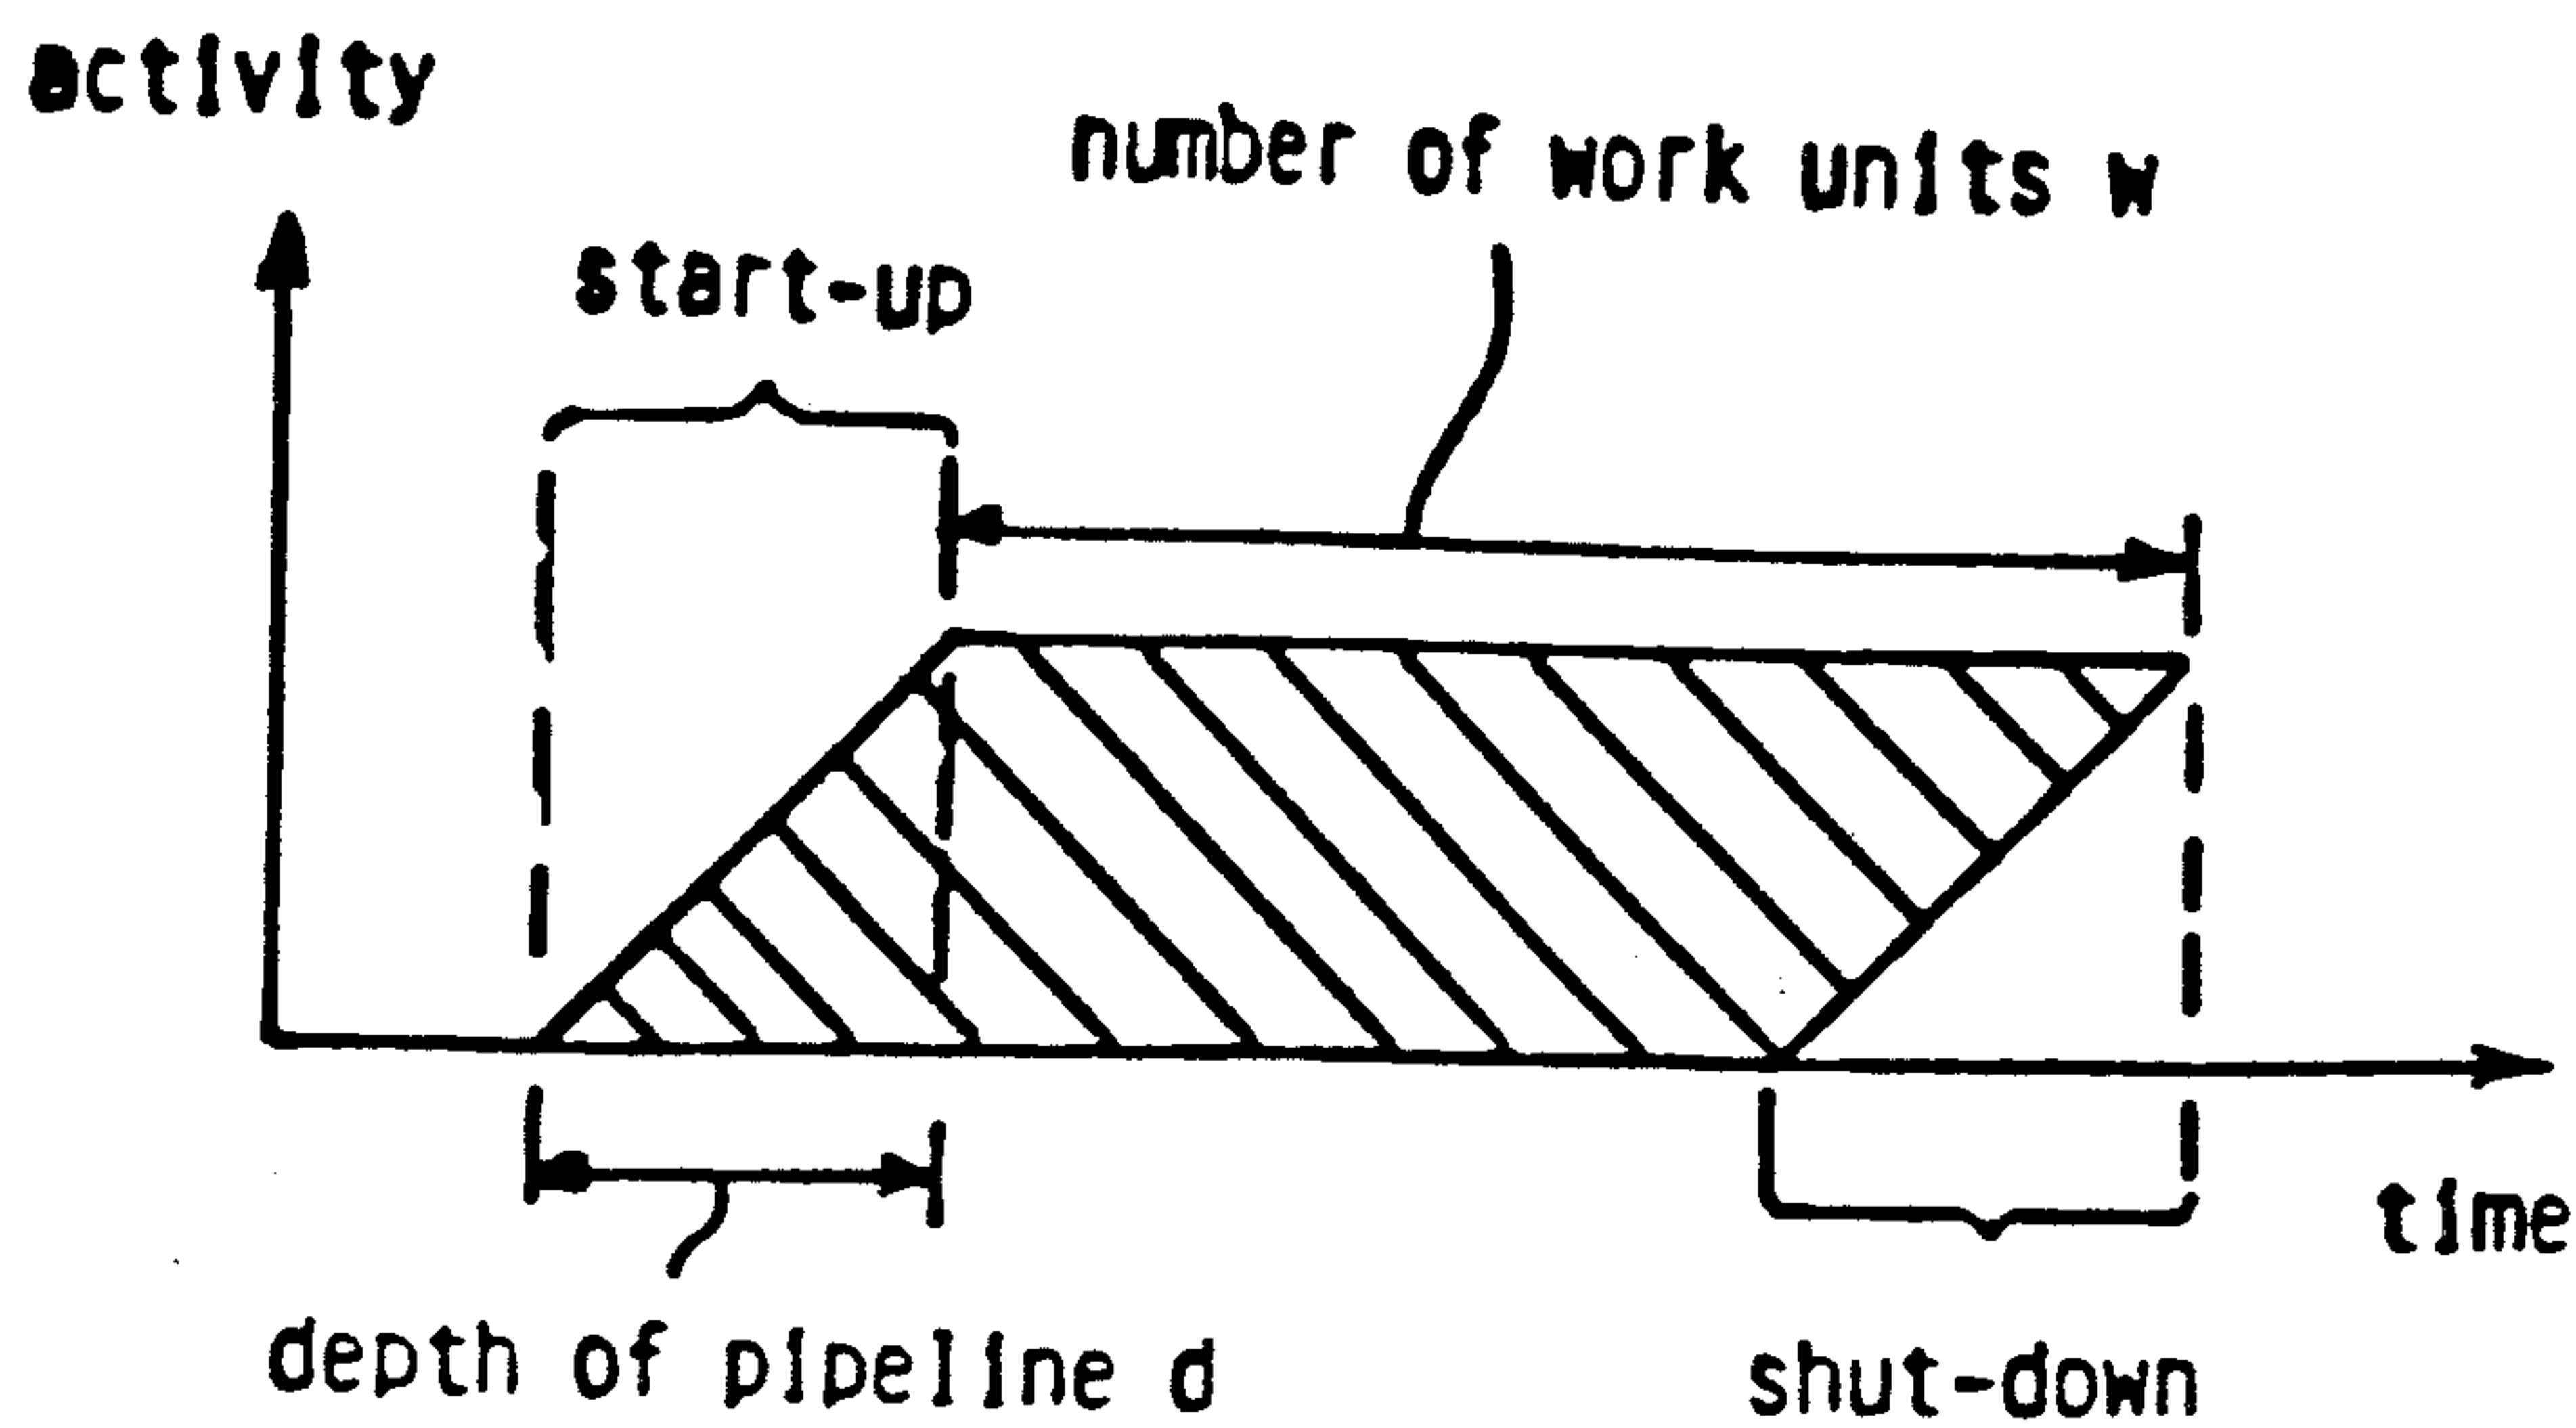 activity
number of work units w
start-up
time
depth of pipeline d
shut-down